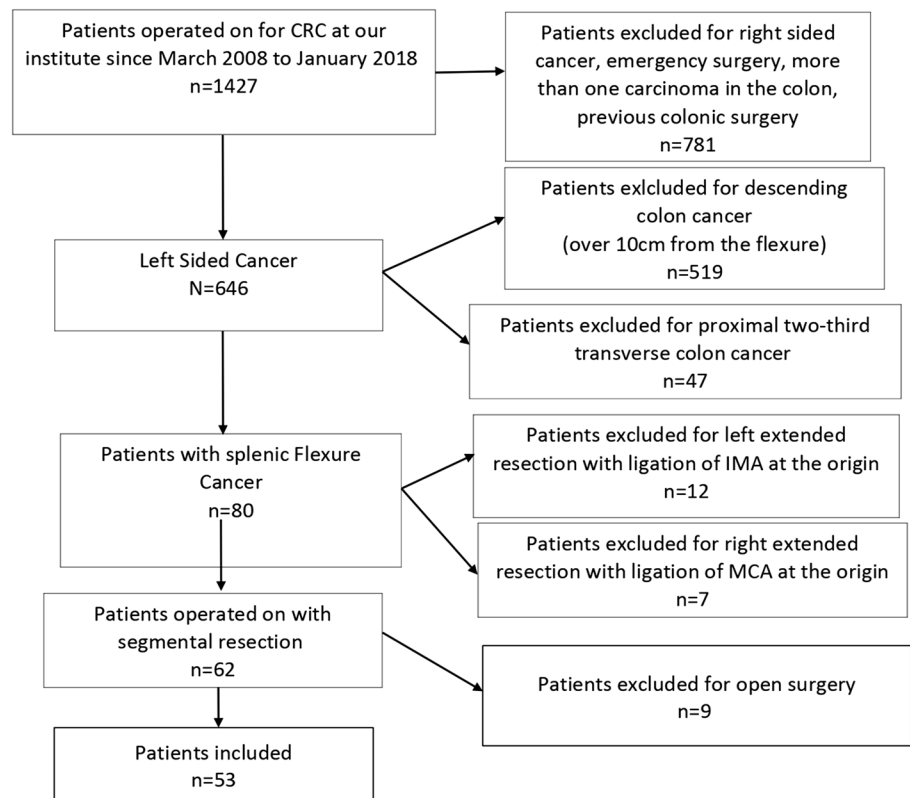 Patients operated on for CRC at our
institute since March 2008 to January 2018
n=1427
Patients excluded for right sided
cancer, emergency surgery, more
than one carcinoma in the colon,
previous colonic surgery
n=781
Patients exlcluded for descending
colon cancer
(over 10cm from the flexure)
n=519
Left Sided Cancer
N=646
Patients excluded for proximal two-third
transverse colon cancer
n=47
Patients with splenic Flexure
Cancer
n=80
Patients excluded for left extended
resection with ligation of IMA at the origin
n=12
Patients excluded for right extended
resection with ligation of MCA at the origin
n=7
Patients operated on with
segmental resection
n=62
Patients excluded for open surgery
n=9
Patients included
n=53